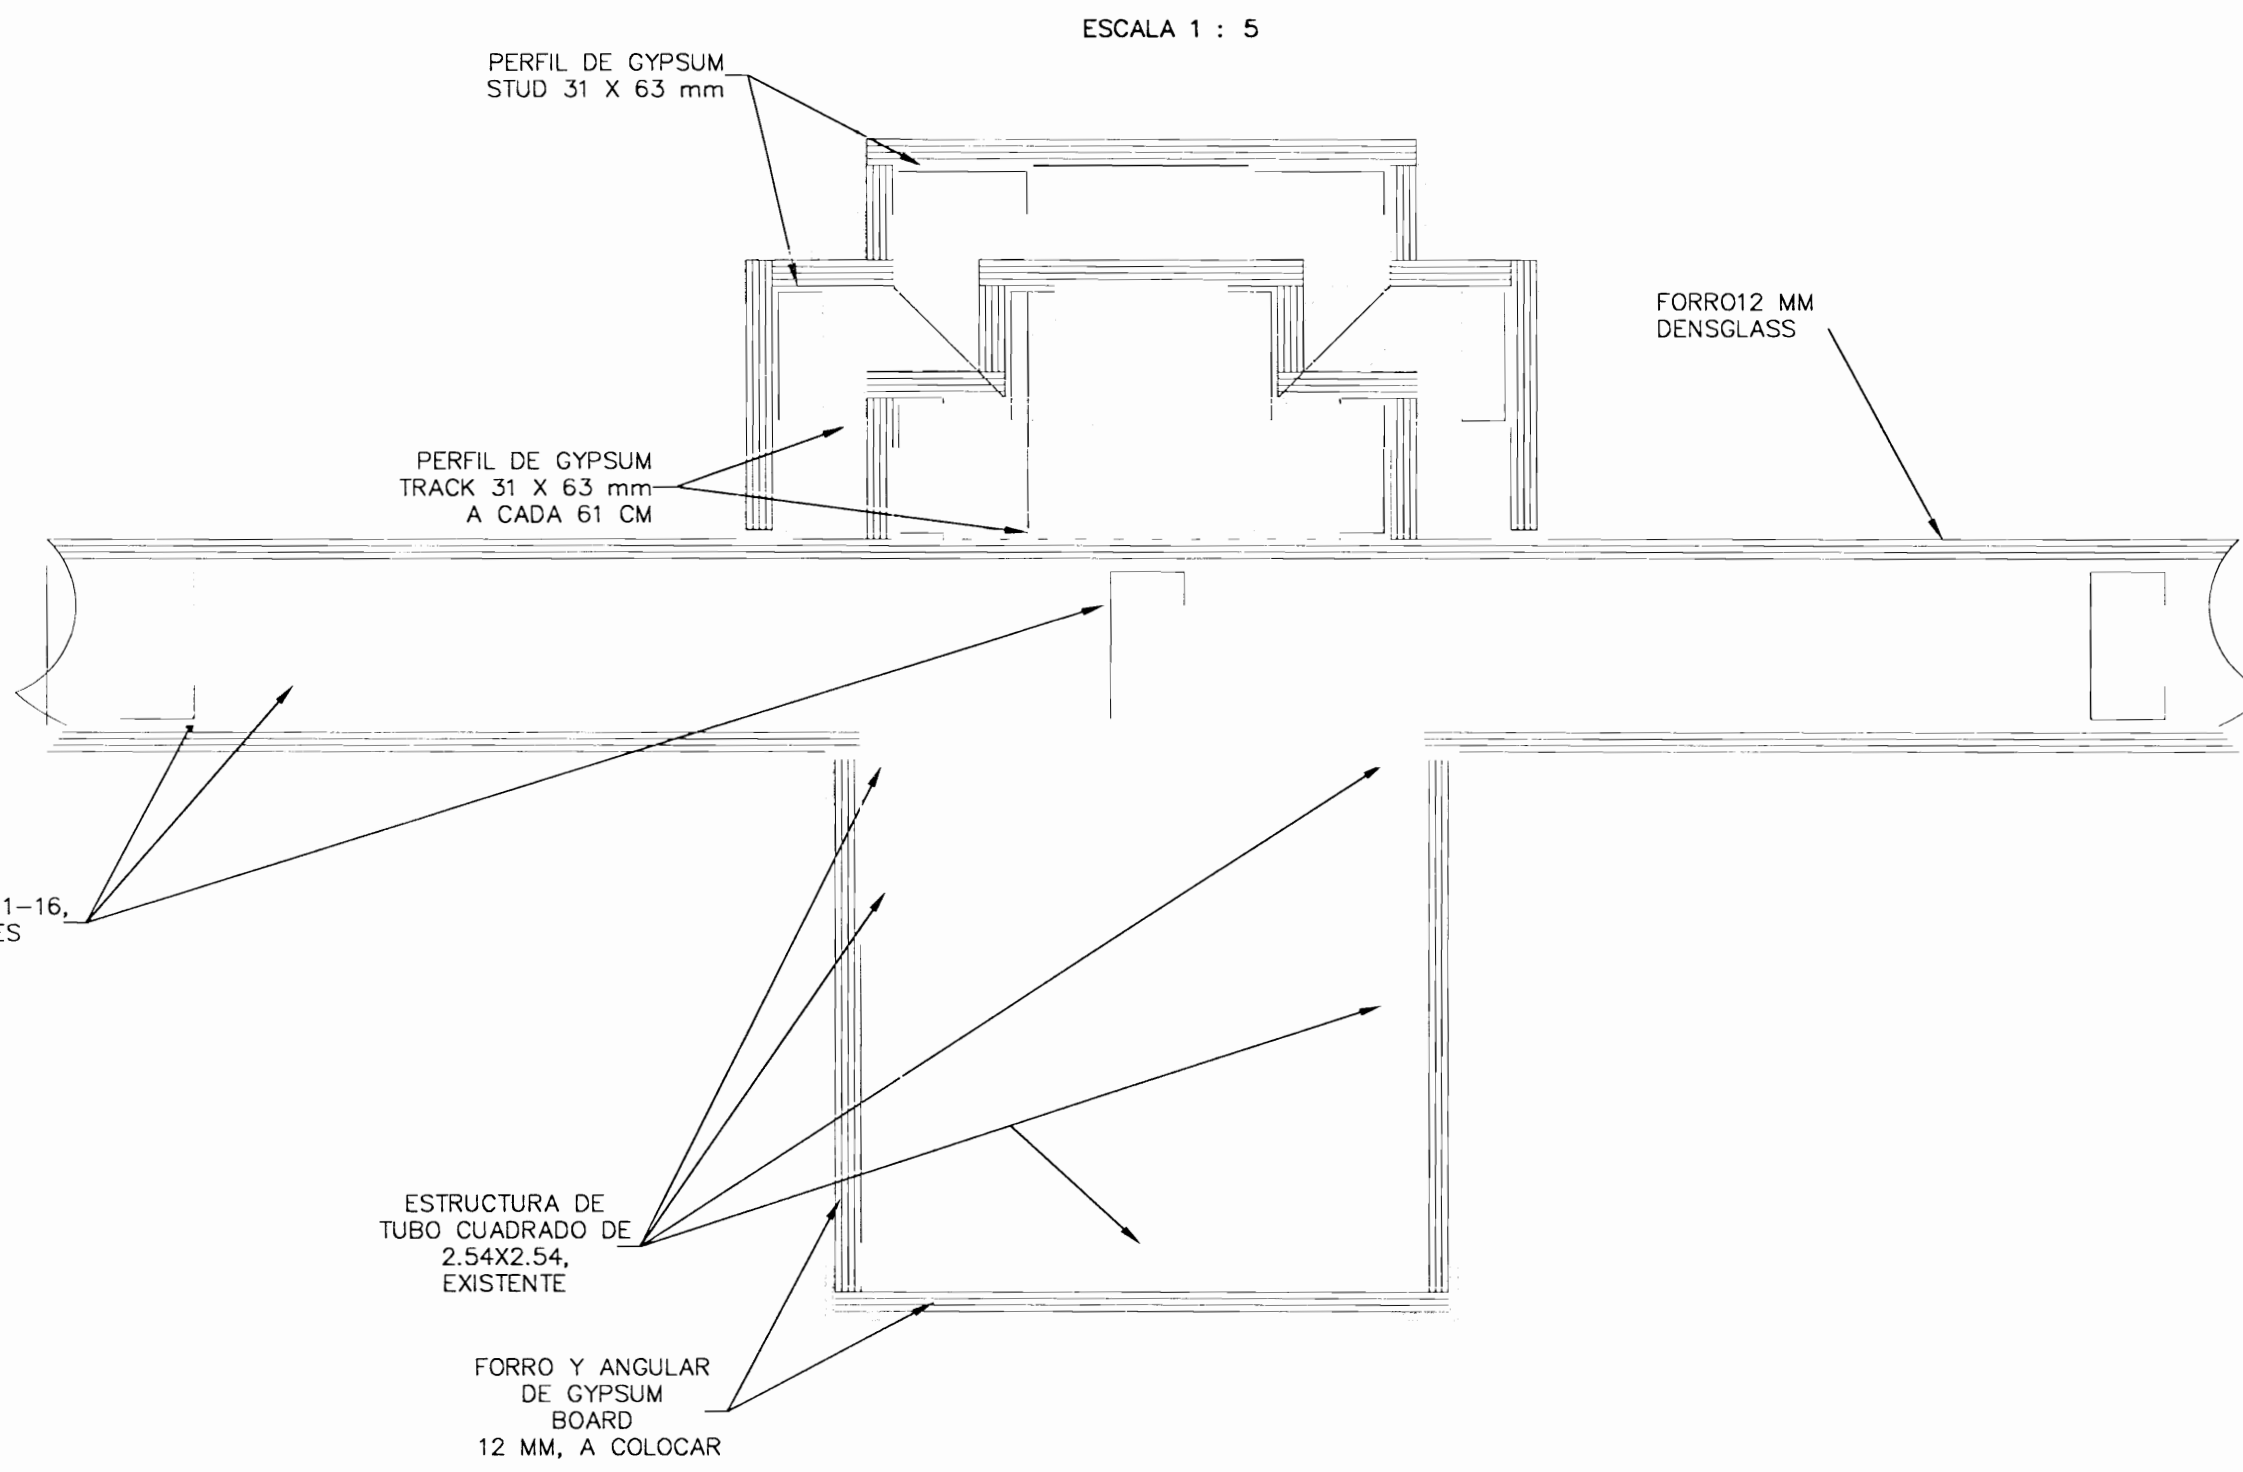 ESCALA 1 : 5
PERFIL DE GYPSUM
STUD 31 X 63 mm
FORRO12 MM
DENSGLASS
PERFIL DE GYPSUM
TRACK 31 X 63 mm
A CADA 61 CM
1-16,
ES
ESTRUCTURA DE
TUBO CUADRADO DE
2.54X2.54,
EXISTENTE
FORRO Y ANGULAR
DE GYPSUM
BOARD
12 MM, A COLOCAR